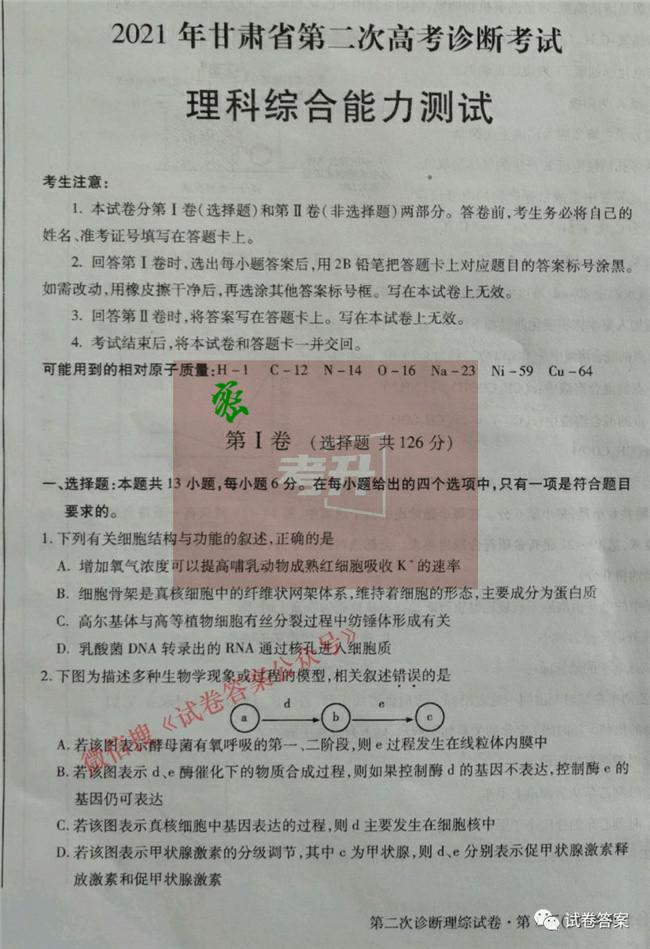 2021 年甘肃省第二次高考诊断考试
理科综合能力测试
考生注意:
1. 本试卷分第Ⅰ卷(选择题)和第Ⅱ卷(非选择题)两部分。答卷前,考生务必将自己的
姓名、准考证号填写在答题卡上。
2. 回答第Ⅰ卷时,选出每小题答案后,用2B铅笔把答题卡上对应题目的答案标号涂黑。
如需改动,用橡皮擦干净后,再选涂其他答案标号框。写在本试卷上无效。
3. 回答第Ⅱ卷时,将答案写在答题卡上。写在本试卷上无效。
4. 考试结束后,将本试卷和答题卡一并交回。
可能用到的相对原子质量:H-1 C-12 N-14 O-16 Na-23 Ni-59 Cu-64
第Ⅰ卷 (选择题 共126分)
考升
一、选择题:本题共13小题,每小题6分。在每小题给出的四个选项中,只有一项是符合题目
要求的。
1. 下列有关细胞结构与功能的叙述,正确的是
A. 增加氧气浓度可以提高哺乳动物成熟红细胞吸收K⁺的速率
B. 细胞骨架是真核细胞中的纤维状网架体系,维持着细胞的形态,主要成分为蛋白质
C. 高尔基体与高等植物细胞有丝分裂过程中纺锤体形成有关
D. 乳酸菌DNA转录出的RNA通过核孔进入细胞质
2. 下图为描述多种生物学现象或过程的模型,相关叙述错误的是
a d b e c
A. 若该图表示酵母菌有氧呼吸的第一、二阶段,则e过程发生在线粒体内膜中
B. 若该图表示d、e酶催化下的物质合成过程,则如果控制酶d的基因不表达,控制酶e的
基因仍可表达
C. 若该图表示真核细胞中基因表达的过程,则d主要发生在细胞核中
D. 若该图表示甲状腺激素的分级调节,其中c为甲状腺,则d、e分别表示促甲状腺激素释
放激素和促甲状腺激素
微信搜《试卷答案公众号》
第二次诊断理综试卷·第
试卷答案